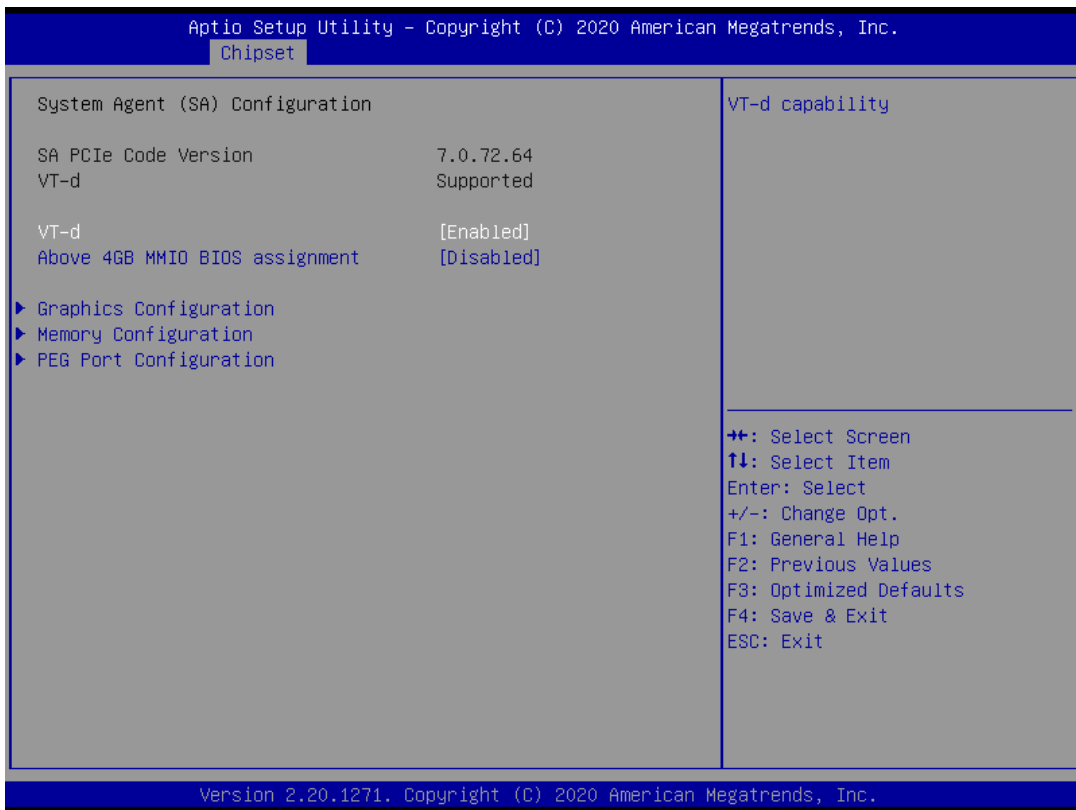 Aptio Setup Utility – Copyright (C) 2020 American Megatrends, Inc.
Chipset
System Agent (SA) Configuration
SA PCIe Code Version 7.0.72.64
VT-d Supported
VT-d [Enabled]
Above 4GB MMIO BIOS assignment [Disabled]
▶ Graphics Configuration
▶ Memory Configuration
▶ PEG Port Configuration
VT-d capability
→←: Select Screen
↑↓: Select Item
Enter: Select
+/-: Change Opt.
F1: General Help
F2: Previous Values
F3: Optimized Defaults
F4: Save & Exit
ESC: Exit
Version 2.20.1271. Copyright (C) 2020 American Megatrends, Inc.